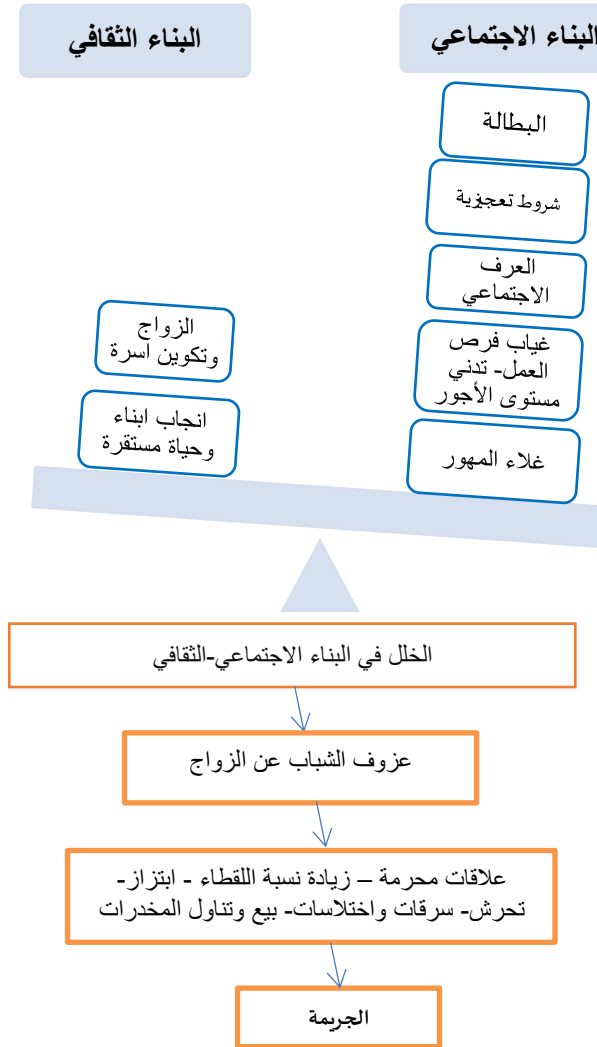 البناء الاجتماعي
البناء الثقافي
البطالة
شروط تعجيزية
العرف
الاجتماعي
غياب فرص
العمل- تدني
مستوى الأجور
غلاء المهور
الزواج
وتكوين اسرة
انجاب ابناء
وحياة مستقرة
الخلل في البناء الاجتماعي-الثقافي
عزوف الشباب عن الزواج
علاقات محرمة – زيادة نسبة اللقطاء - ابتزاز-
تحرش- سرقات واختلاسات- بيع وتناول المخدرات
الجريمة